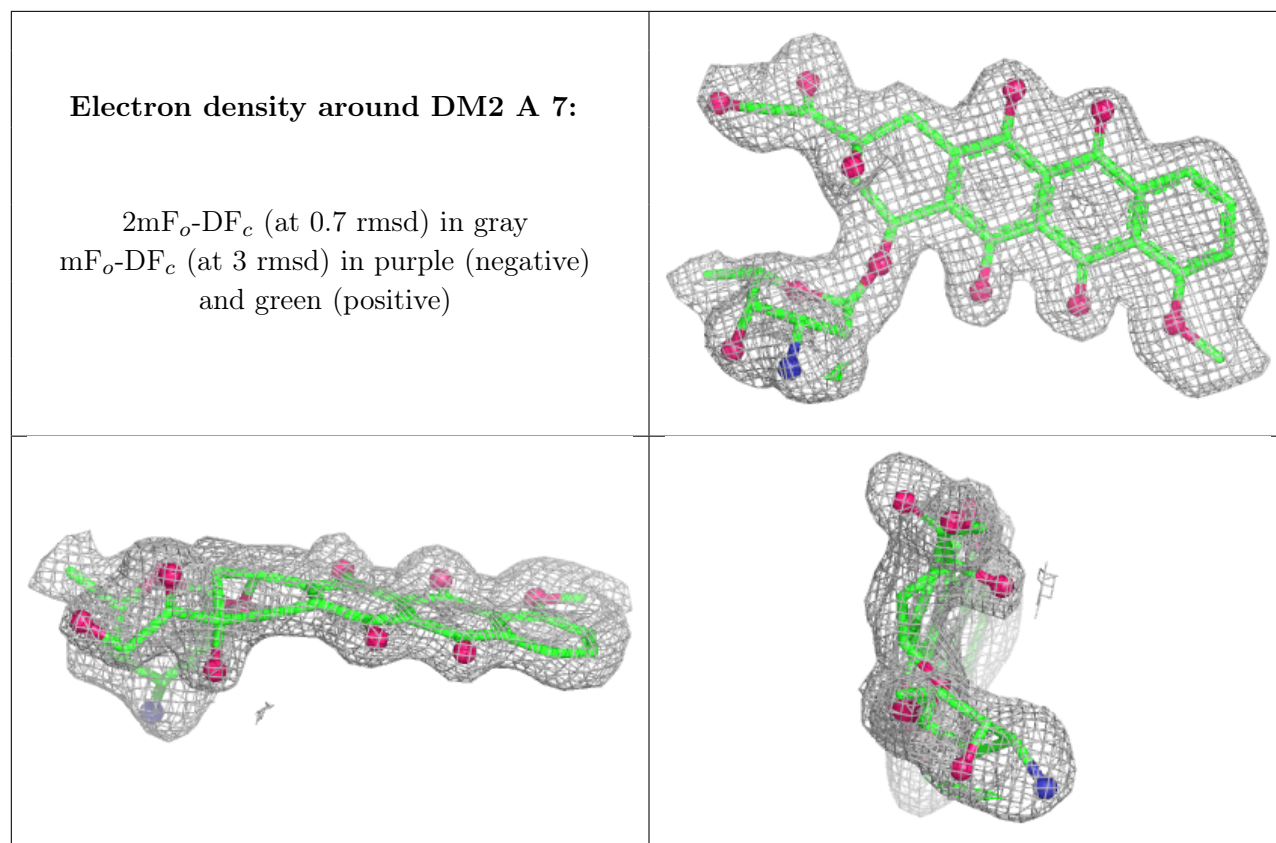 Electron density around DM2 A 7:
2mFo-DFc (at 0.7 rmsd) in gray
mFo-DFc (at 3 rmsd) in purple (negative)
and green (positive)